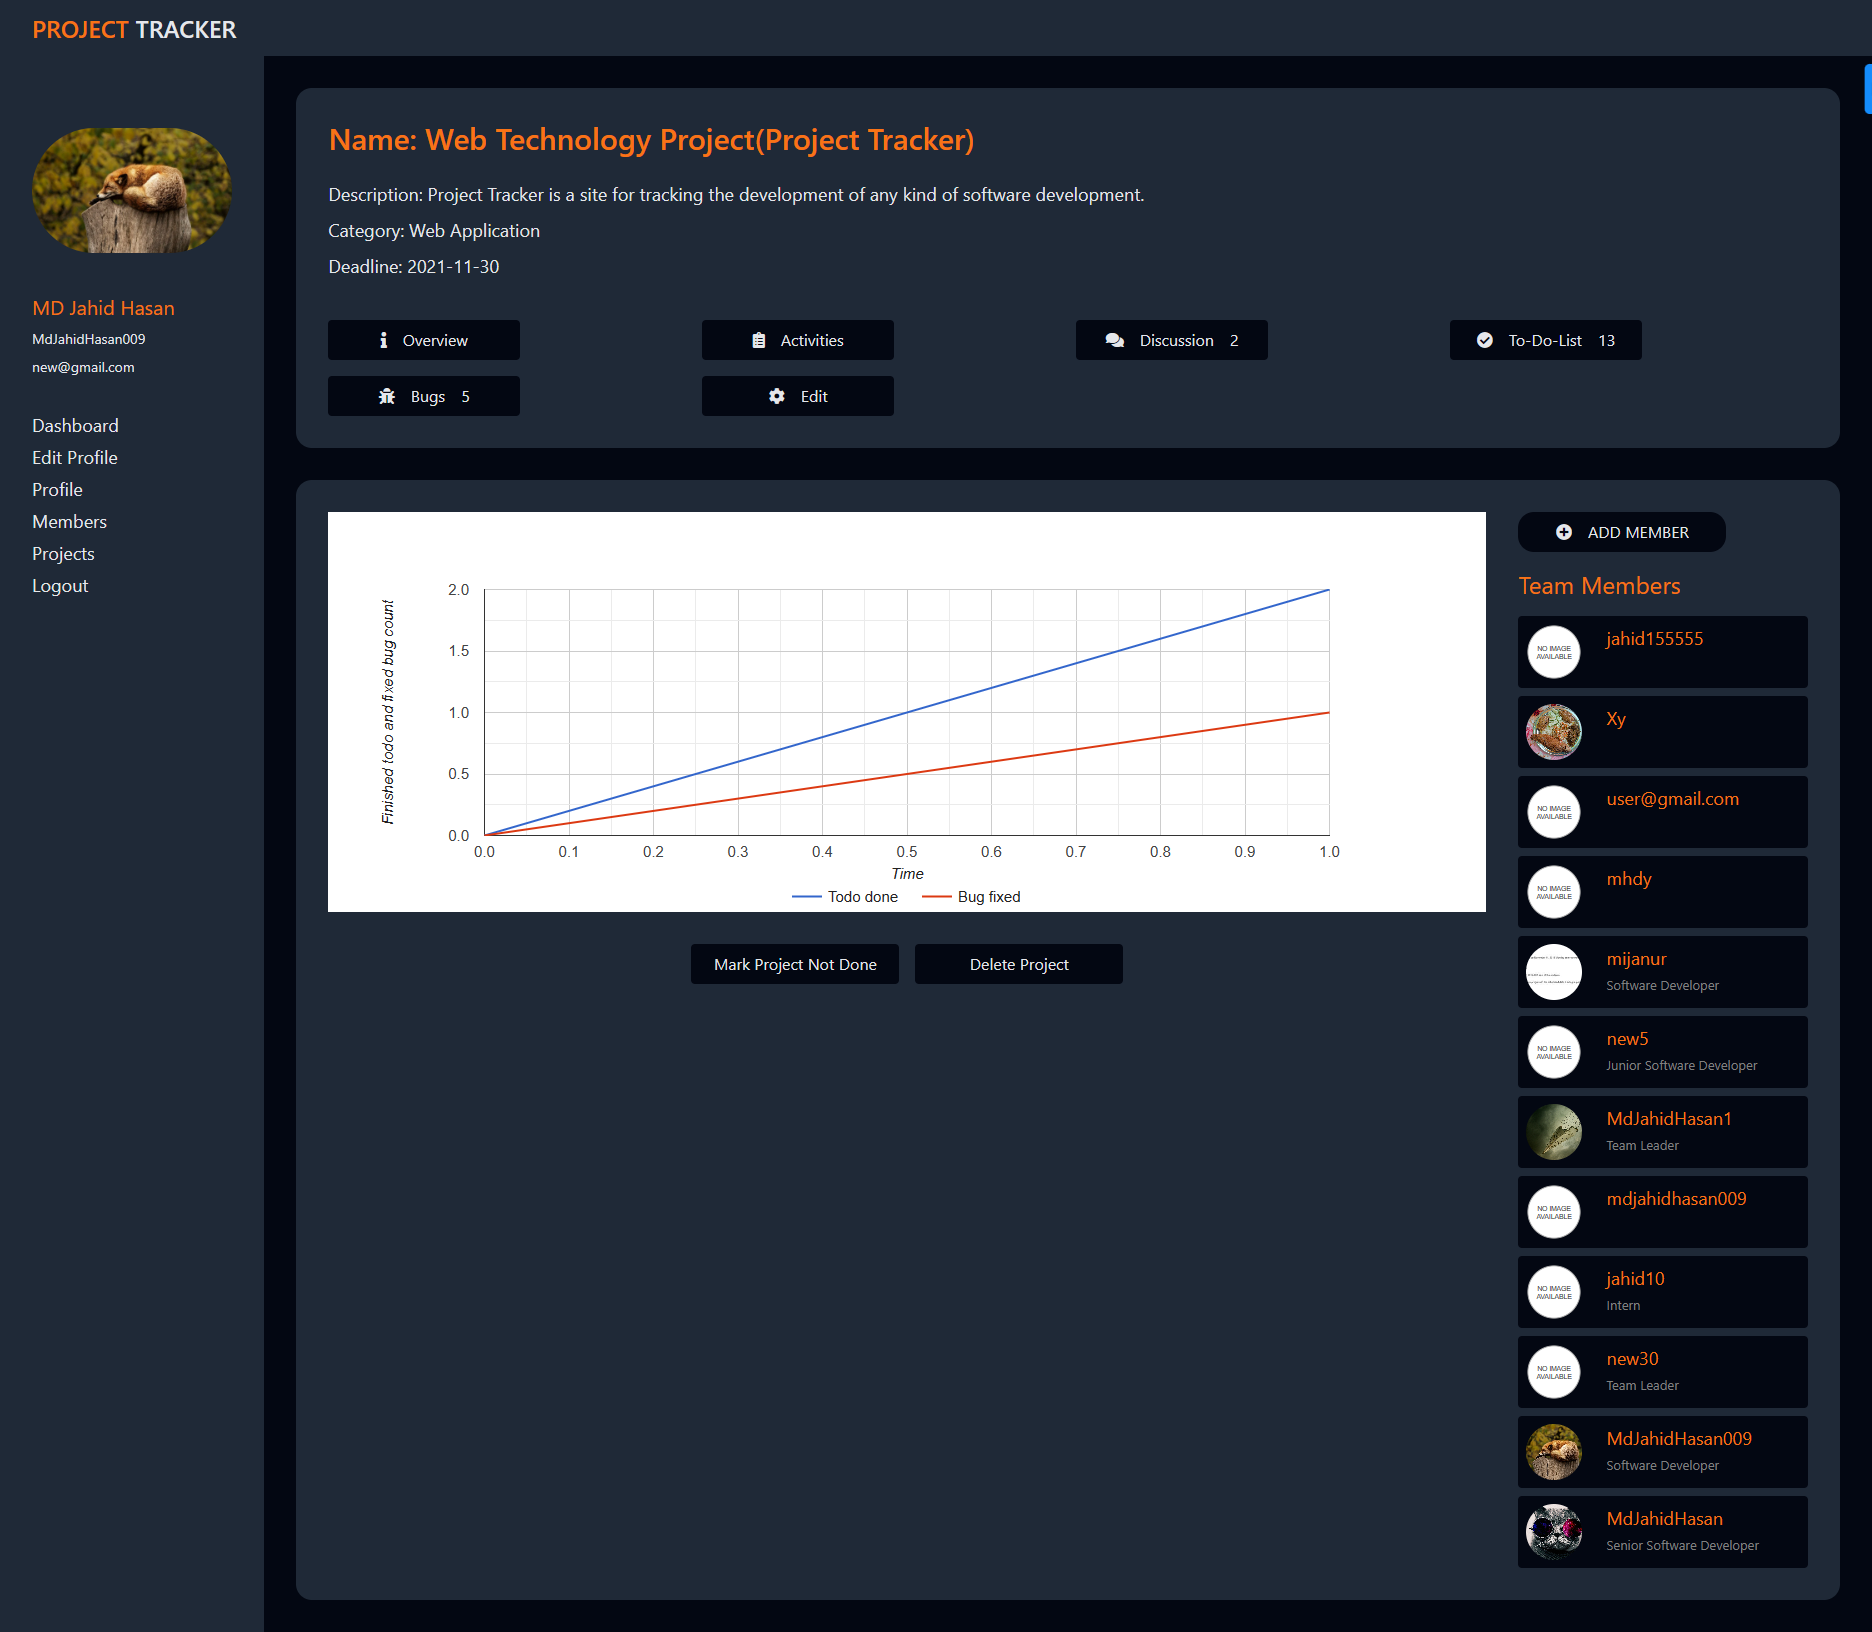 PROJECT TRACKER
MD Jahid Hasan
MdJahidHasan009
new@gmail.com
Dashboard
Edit Profile
Profile
Members
Projects
Logout
Name: Web Technology Project(Project Tracker)
Description: Project Tracker is a site for tracking the development of any kind of software development.
Category: Web Application
Deadline: 2021-11-30
Overview
Activities
Discussion 2
To-Do-List 13
Bugs 5
Edit
Finished todo and fixed bug count
2.0
1.5
1.0
0.5
0.0
0.0 0.1 0.2 0.3 0.4 0.5 0.6 0.7 0.8 0.9 1.0
Time
Todo done Bug fixed
Mark Project Not Done
Delete Project
ADD MEMBER
Team Members
NO IMAGE
AVAILABLE
jahid155555
Xy
NO IMAGE
AVAILABLE
user@gmail.com
NO IMAGE
AVAILABLE
mhdy
mijanur
Software Developer
NO IMAGE
AVAILABLE
new5
Junior Software Developer
MdJahidHasan1
Team Leader
NO IMAGE
AVAILABLE
mdjahidhasan009
NO IMAGE
AVAILABLE
jahid10
Intern
NO IMAGE
AVAILABLE
new30
Team Leader
MdJahidHasan009
Software Developer
MdJahidHasan
Senior Software Developer